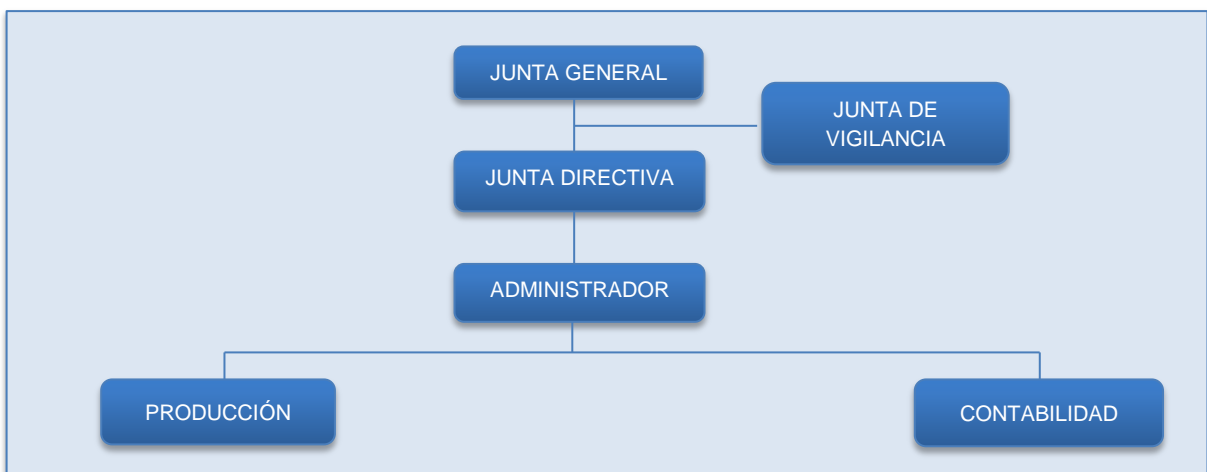 JUNTA GENERAL
JUNTA DE
VIGILANCIA
JUNTA DIRECTIVA
ADMINISTRADOR
PRODUCCIÓN
CONTABILIDAD